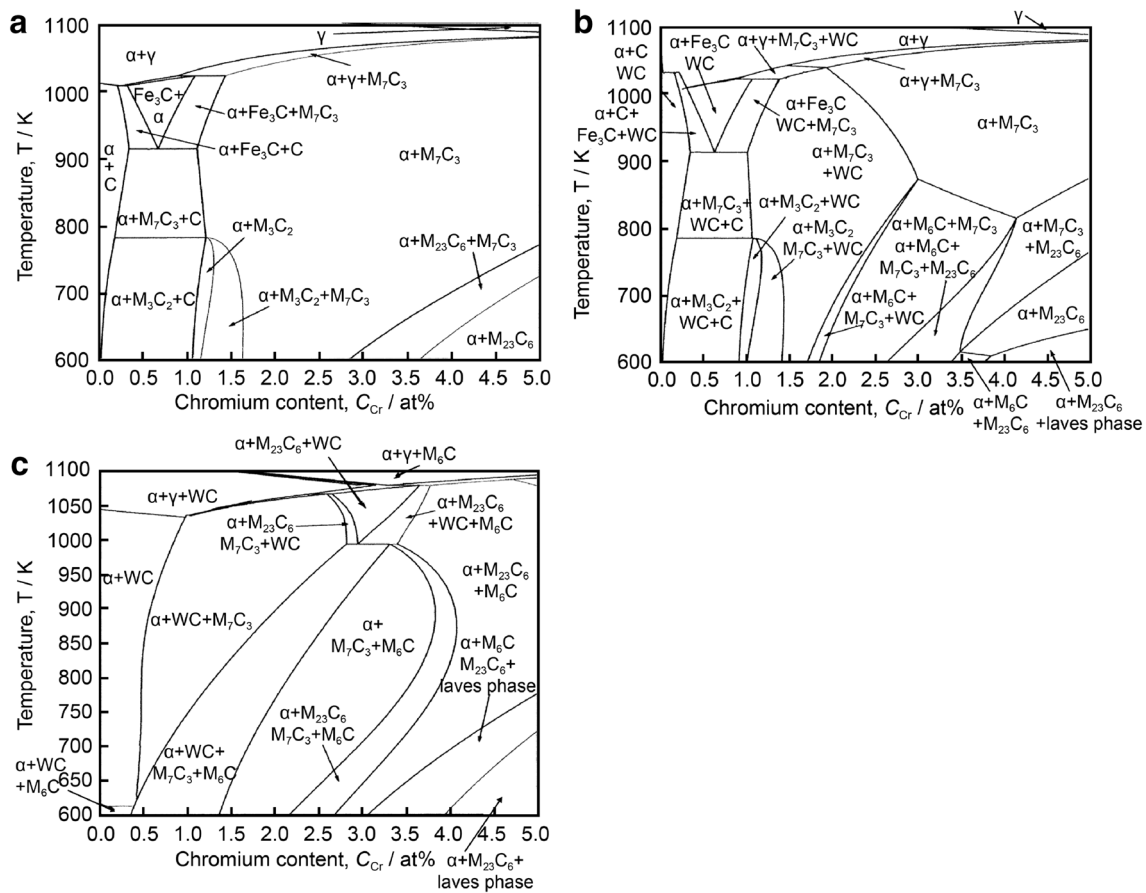 a
1100
1000
900
800
700
600
Temperature, T / K
γ
α+γ
α+γ+M₇C₃
Fe₃C+
α
α+Fe₃C+M₇C₃
α+Fe₃C+C
α
+
C
α+M₇C₃
α+M₇C₃+C
α+M₃C₂
α+M₂₃C₆+M₇C₃
α+M₃C₂+C
α+M₃C₂+M₇C₃
α+M₂₃C₆
0.0 0.5 1.0 1.5 2.0 2.5 3.0 3.5 4.0 4.5 5.0
Chromium content, C_Cr / at%
b
1100
1000
900
800
700
600
Temperature, T / K
γ
α+C
WC
α+Fe₃C
WC
α+γ+M₇C₃+WC
α+γ
α+γ+M₇C₃
α+C+
Fe₃C+WC
α+Fe₃C
WC+M₇C₃
α+M₇C₃
α+M₇C₃
+WC
α+M₇C₃+
WC+C
α+M₃C₂+WC
α+M₃C₂
M₇C₃+WC
α+M₆C+M₇C₃
α+M₆C+
M₇C₃+M₂₃C₆
α+M₇C₃
+M₂₃C₆
α+M₃C₂+
WC+C
α+M₆C+
M₇C₃+WC
α+M₂₃C₆
0.0 0.5 1.0 1.5 2.0 2.5 3.0 3.5 4.0 4.5 5.0
Chromium content, C_Cr / at%
α+M₆C
+M₂₃C₆
α+M₂₃C₆
+laves phase
c
1100
1050
1000
950
900
850
800
750
700
650
600
Temperature, T / K
α+M₂₃C₆+WC
α+γ+M₆C
α+γ+WC
α+M₂₃C₆
M₇C₃+WC
α+M₂₃C₆
+WC+M₆C
α+WC
α+M₂₃C₆
+M₆C
α+WC+M₇C₃
α+
M₇C₃+M₆C
α+M₆C
M₂₃C₆+
laves phase
α+M₂₃C₆
M₇C₃+M₆C
α+WC+
M₇C₃+M₆C
α+WC
+M₆C
0.0 0.5 1.0 1.5 2.0 2.5 3.0 3.5 4.0 4.5 5.0
Chromium content, C_Cr / at%
α+M₂₃C₆+
laves phase